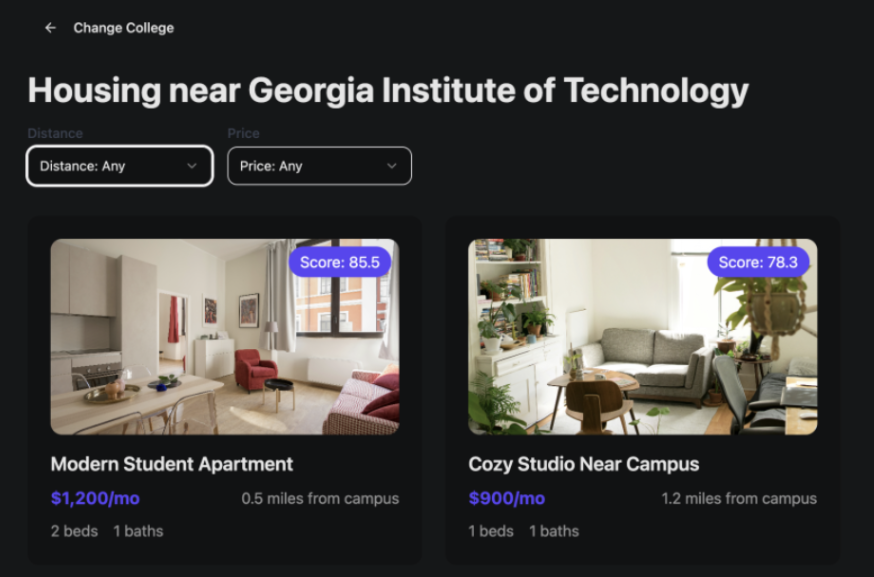 Change College
Housing near Georgia Institute of Technology
Distance Price
Distance: Any Price: Any
Score: 85.5 Score: 78.3
Modern Student Apartment Cozy Studio Near Campus
$1,200/mo 0.5 miles from campus $900/mo 1.2 miles from campus
2 beds 1 baths 1 beds 1 baths